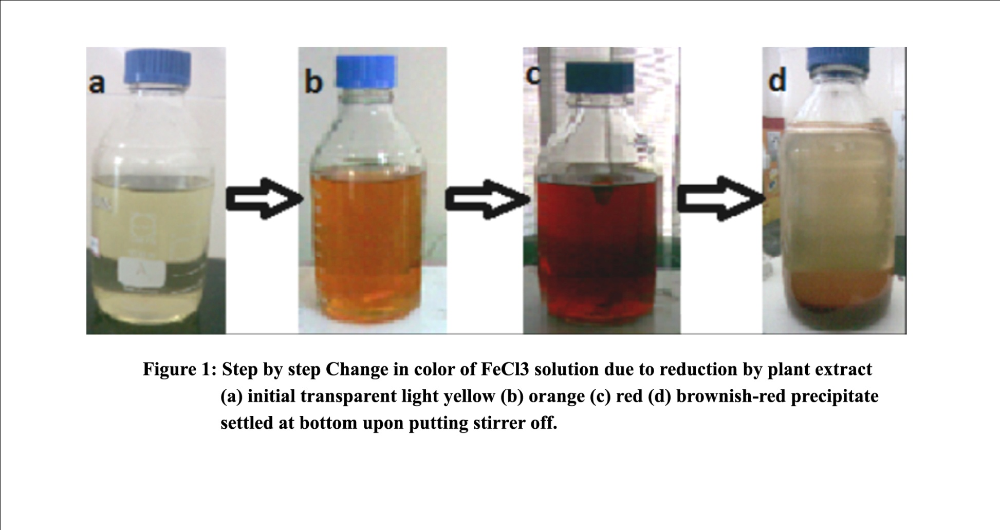 a
b
c
d
Figure 1: Step by step Change in color of FeCl3 solution due to reduction by plant extract
(a) initial transparent light yellow (b) orange (c) red (d) brownish-red precipitate
settled at bottom upon putting stirrer off.